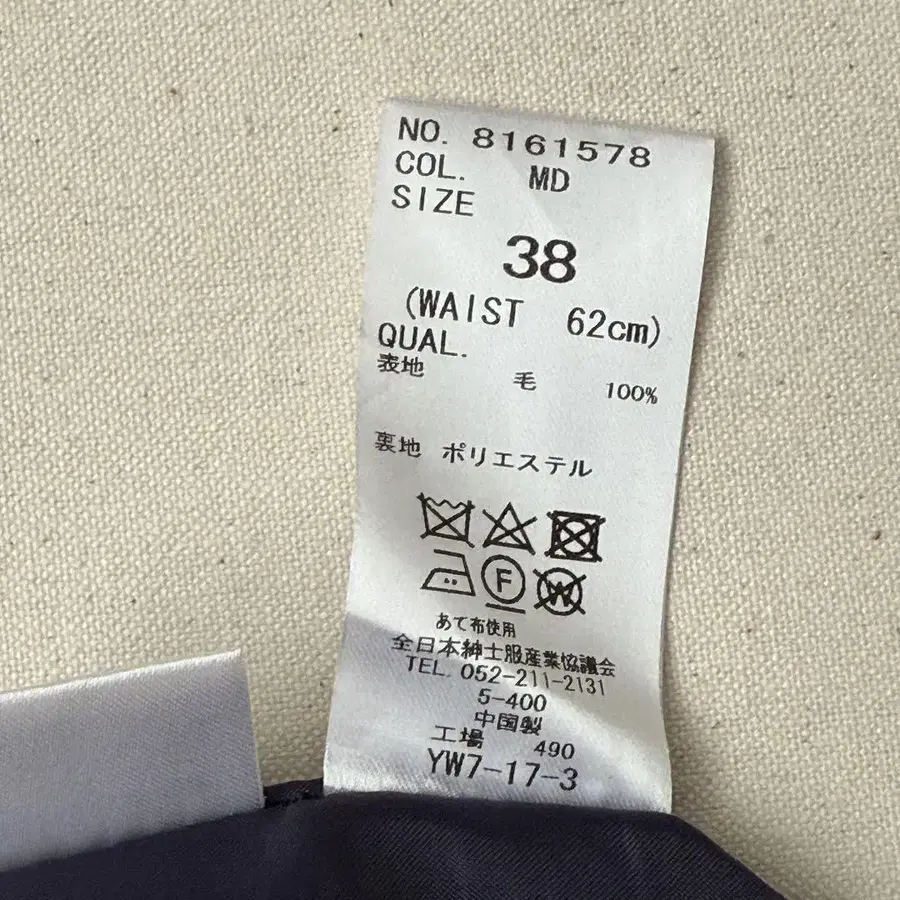 NO. 8161578
COL. MD
SIZE
38
(WAIST 62cm)
QUAL.
表地 毛 100%
裏地 ポリエステル
F W
あて布使用
全日本紳士服産業協議会
TEL. 052-211-2131
5-400
中国製
工場 490
YW7-17-3